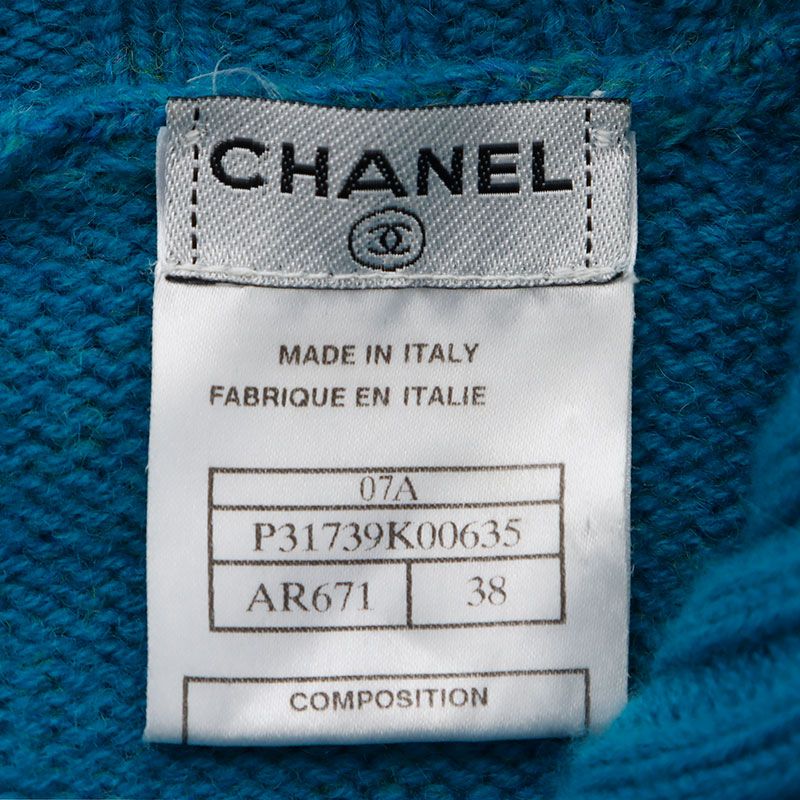 CHANEL
MADE IN ITALY
FABRIQUE EN ITALIE
07A
P31739K00635
AR671 38
COMPOSITION